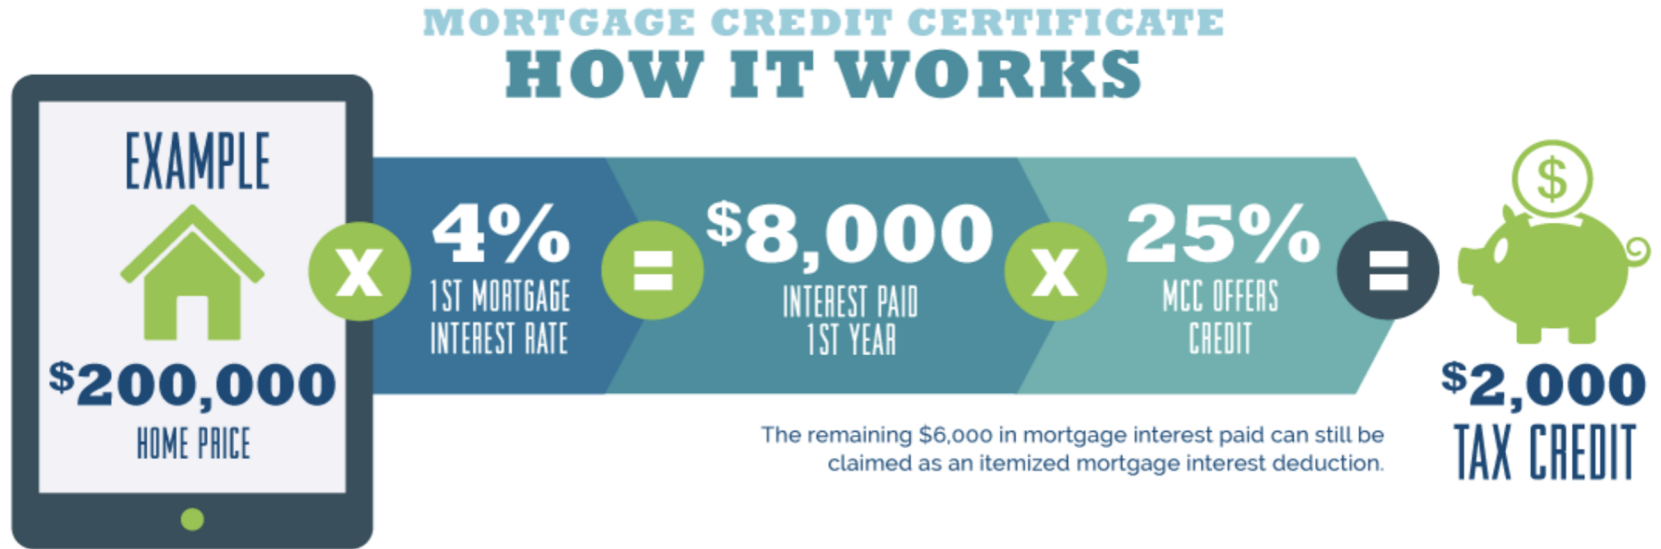 MORTGAGE CREDIT CERTIFICATE
HOW IT WORKS
EXAMPLE
$200,000
HOME PRICE
X
4%
1ST MORTGAGE
INTEREST RATE
=
$8,000
INTEREST PAID
1ST YEAR
X
25%
MCC OFFERS
CREDIT
=
$
$2,000
TAX CREDIT
The remaining $6,000 in mortgage interest paid can still be
claimed as an itemized mortgage interest deduction.